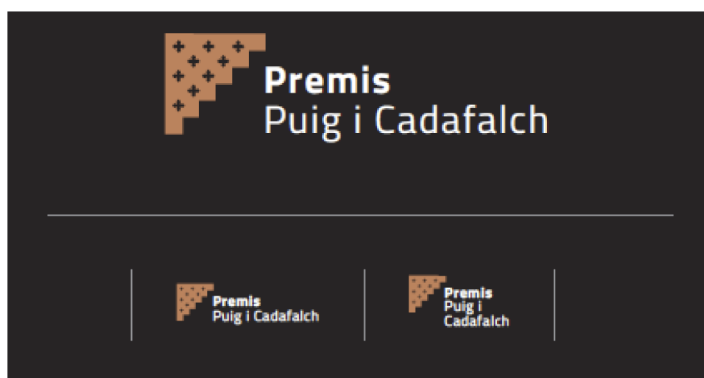 Premis
Puig i Cadafalch
Premis
Puig i Cadafalch
Premis
Puig i
Cadafalch